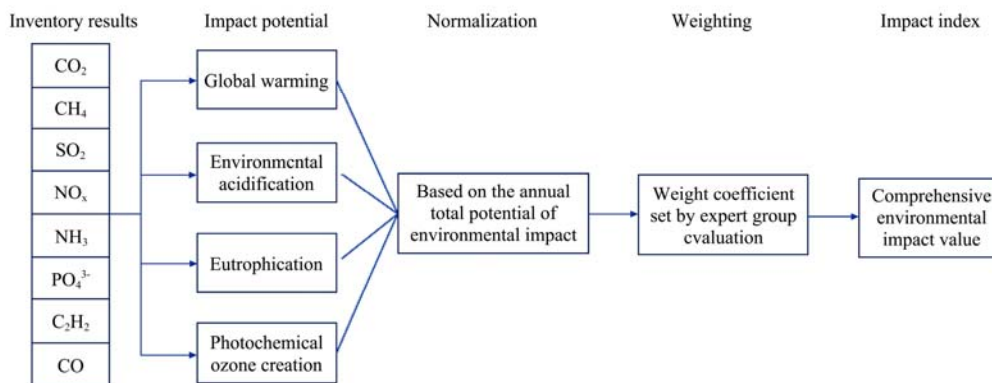 Inventory results
Impact potential
Normalization
Weighting
Impact index
CO₂
CH₄
SO₂
NOₓ
NH₃
PO₄³⁻
C₂H₂
CO
Global warming
Environmcntal
acidification
Eutrophication
Photochemical
ozone creation
Based on the annual
total potential of
environmental impact
Weight coefficient
set by expert group
cvaluation
Comprehensive
environmental
impact value